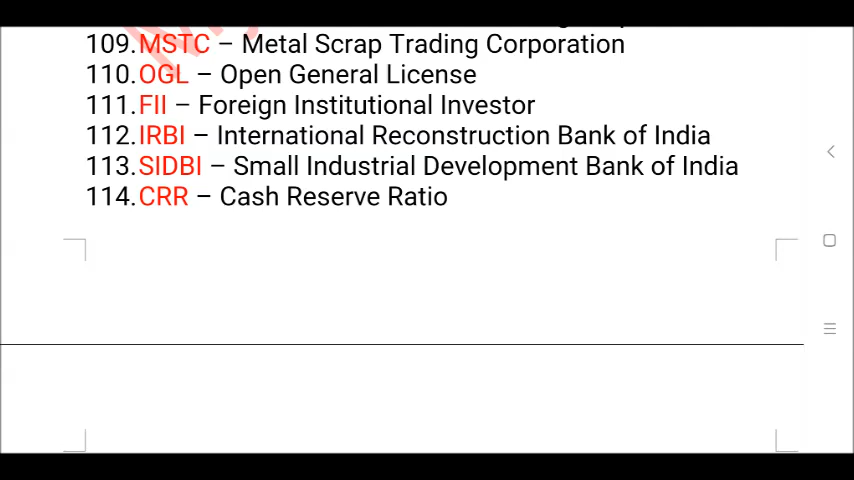 109. MSTC – Metal Scrap Trading Corporation
110. OGL – Open General License
111. FII – Foreign Institutional Investor
112. IRBI – International Reconstruction Bank of India
113. SIDBI – Small Industrial Development Bank of India
114. CRR – Cash Reserve Ratio